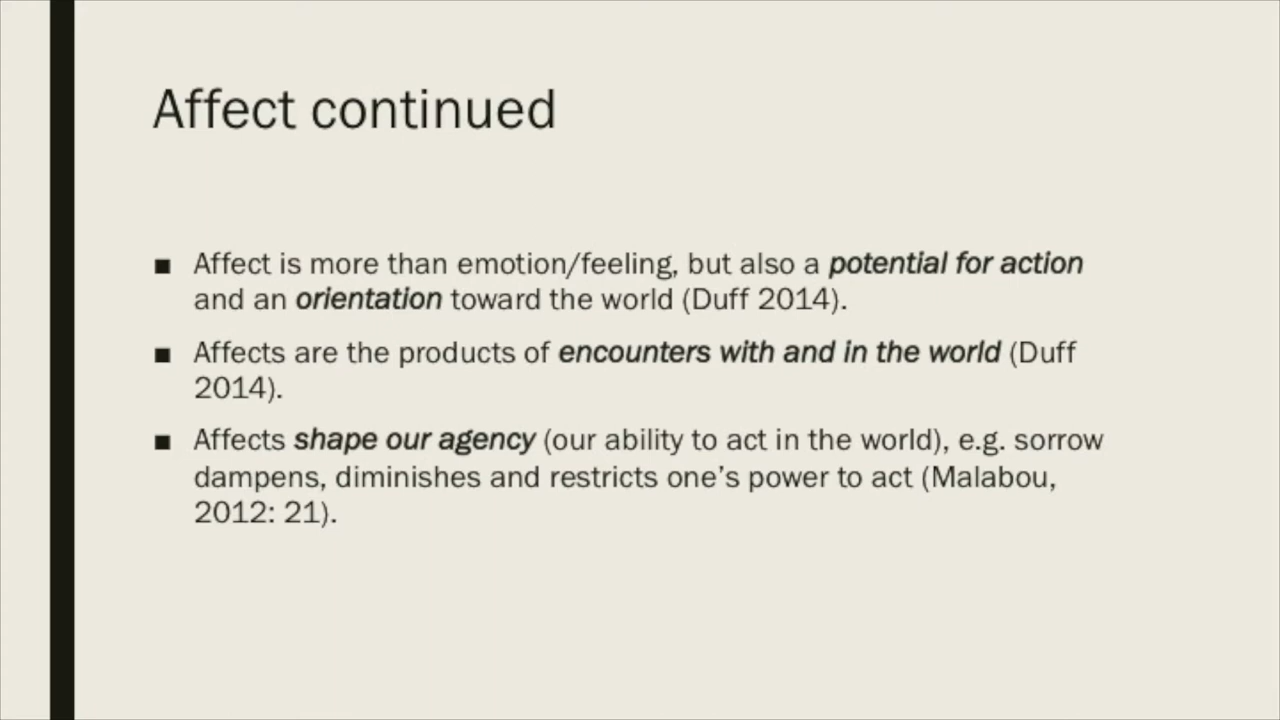 Affect continued
■ Affect is more than emotion/feeling, but also a potential for action
and an orientation toward the world (Duff 2014).
■ Affects are the products of encounters with and in the world (Duff
2014).
■ Affects shape our agency (our ability to act in the world), e.g. sorrow
dampens, diminishes and restricts one’s power to act (Malabou,
2012: 21).